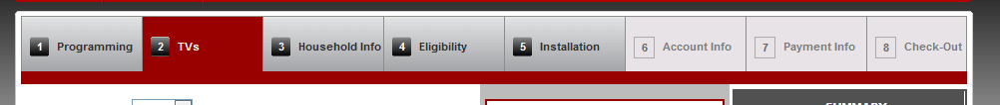 1 Programming 2 TVs 3 Household Info 4 Eligibility 5 Installation 6 Account Info 7 Payment Info 8 Check-Out
SUMMARY